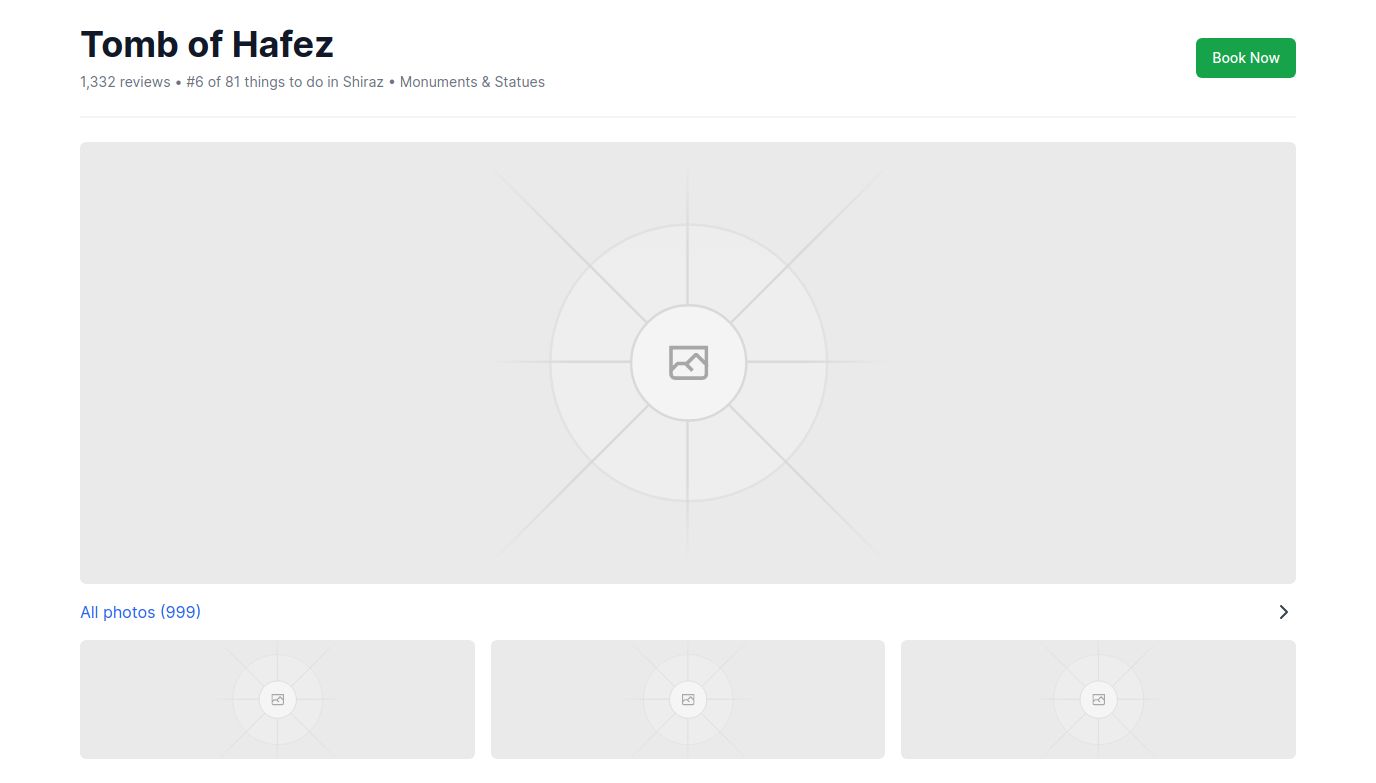 Tomb of Hafez
1,332 reviews • #6 of 81 things to do in Shiraz • Monuments & Statues
Book Now
All photos (999)